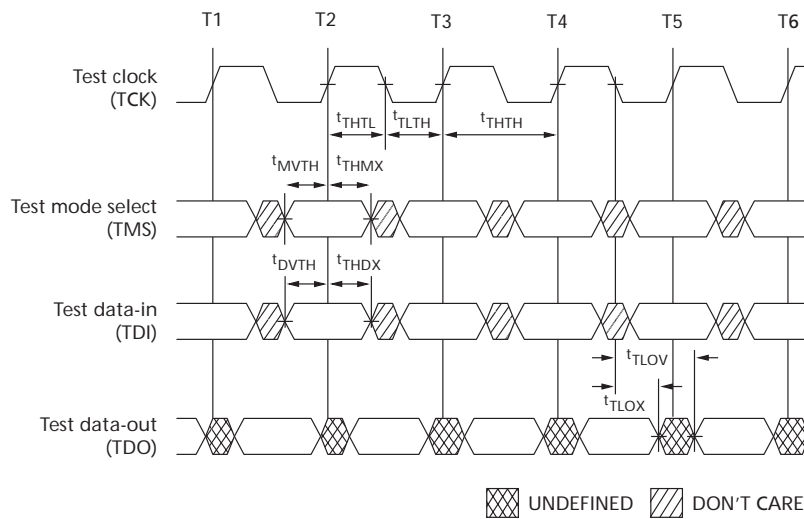 T1 T2 T3 T4 T5 T6
Test clock
(TCK)
tTHTL tTLTH tTHTH
tMVTH tTHMX
Test mode select
(TMS)
tDVTH tTHDX
Test data-in
(TDI)
tTLOV
tTLOX
Test data-out
(TDO)
UNDEFINED DON'T CARE